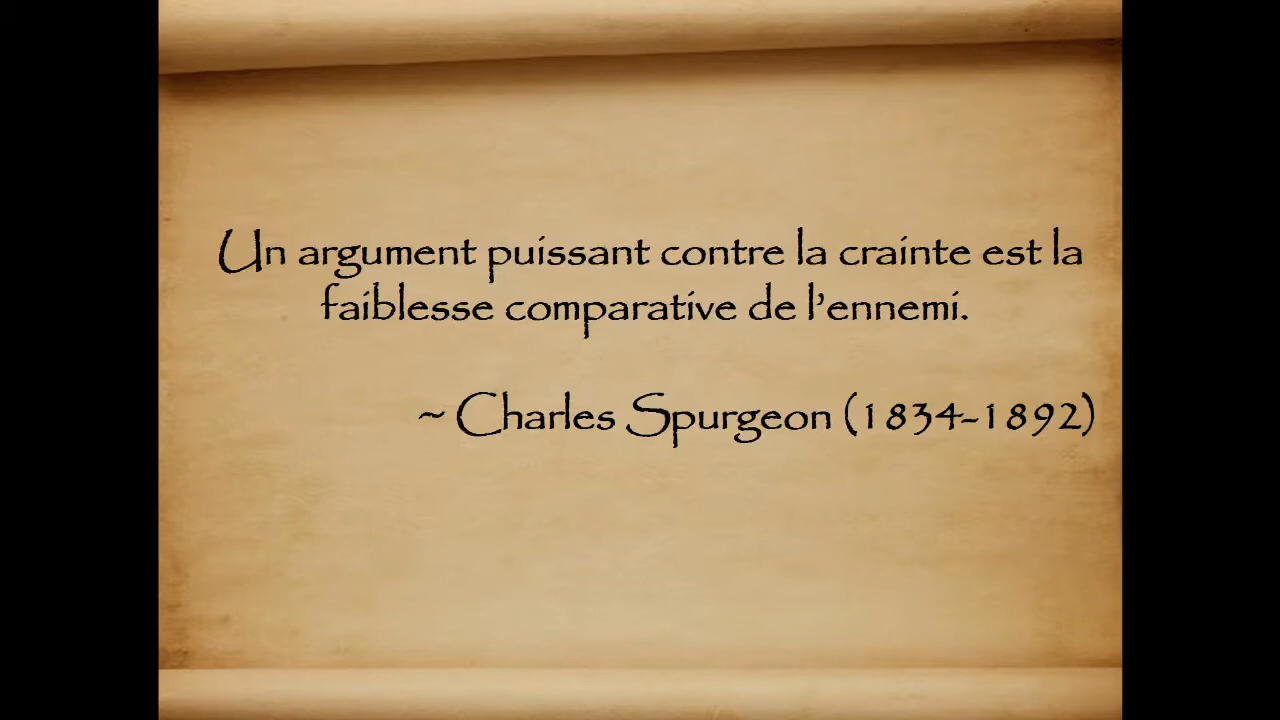 Un argument puissant contre la crainte est la
faiblesse comparative de l’ennemi.
~ Charles Spurgeon (1834-1892)